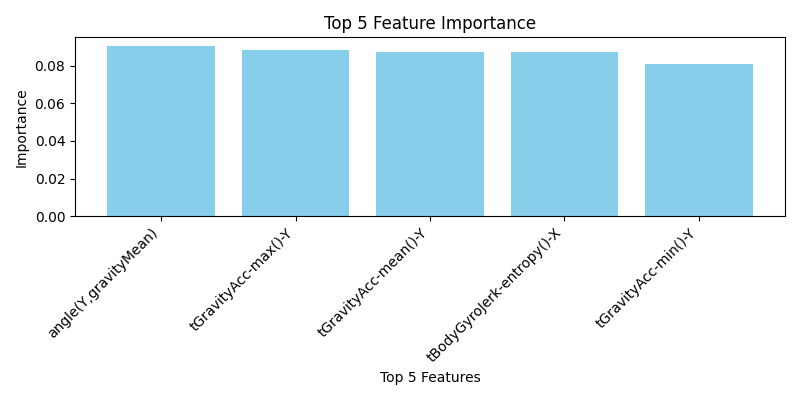 Top 5 Feature Importance
Importance
0.08
0.06
0.04
0.02
0.00
angle(Y,gravityMean)
tGravityAcc-max()-Y
tGravityAcc-mean()-Y
tBodyGyroJerk-entropy()-X
tGravityAcc-min()-Y
Top 5 Features